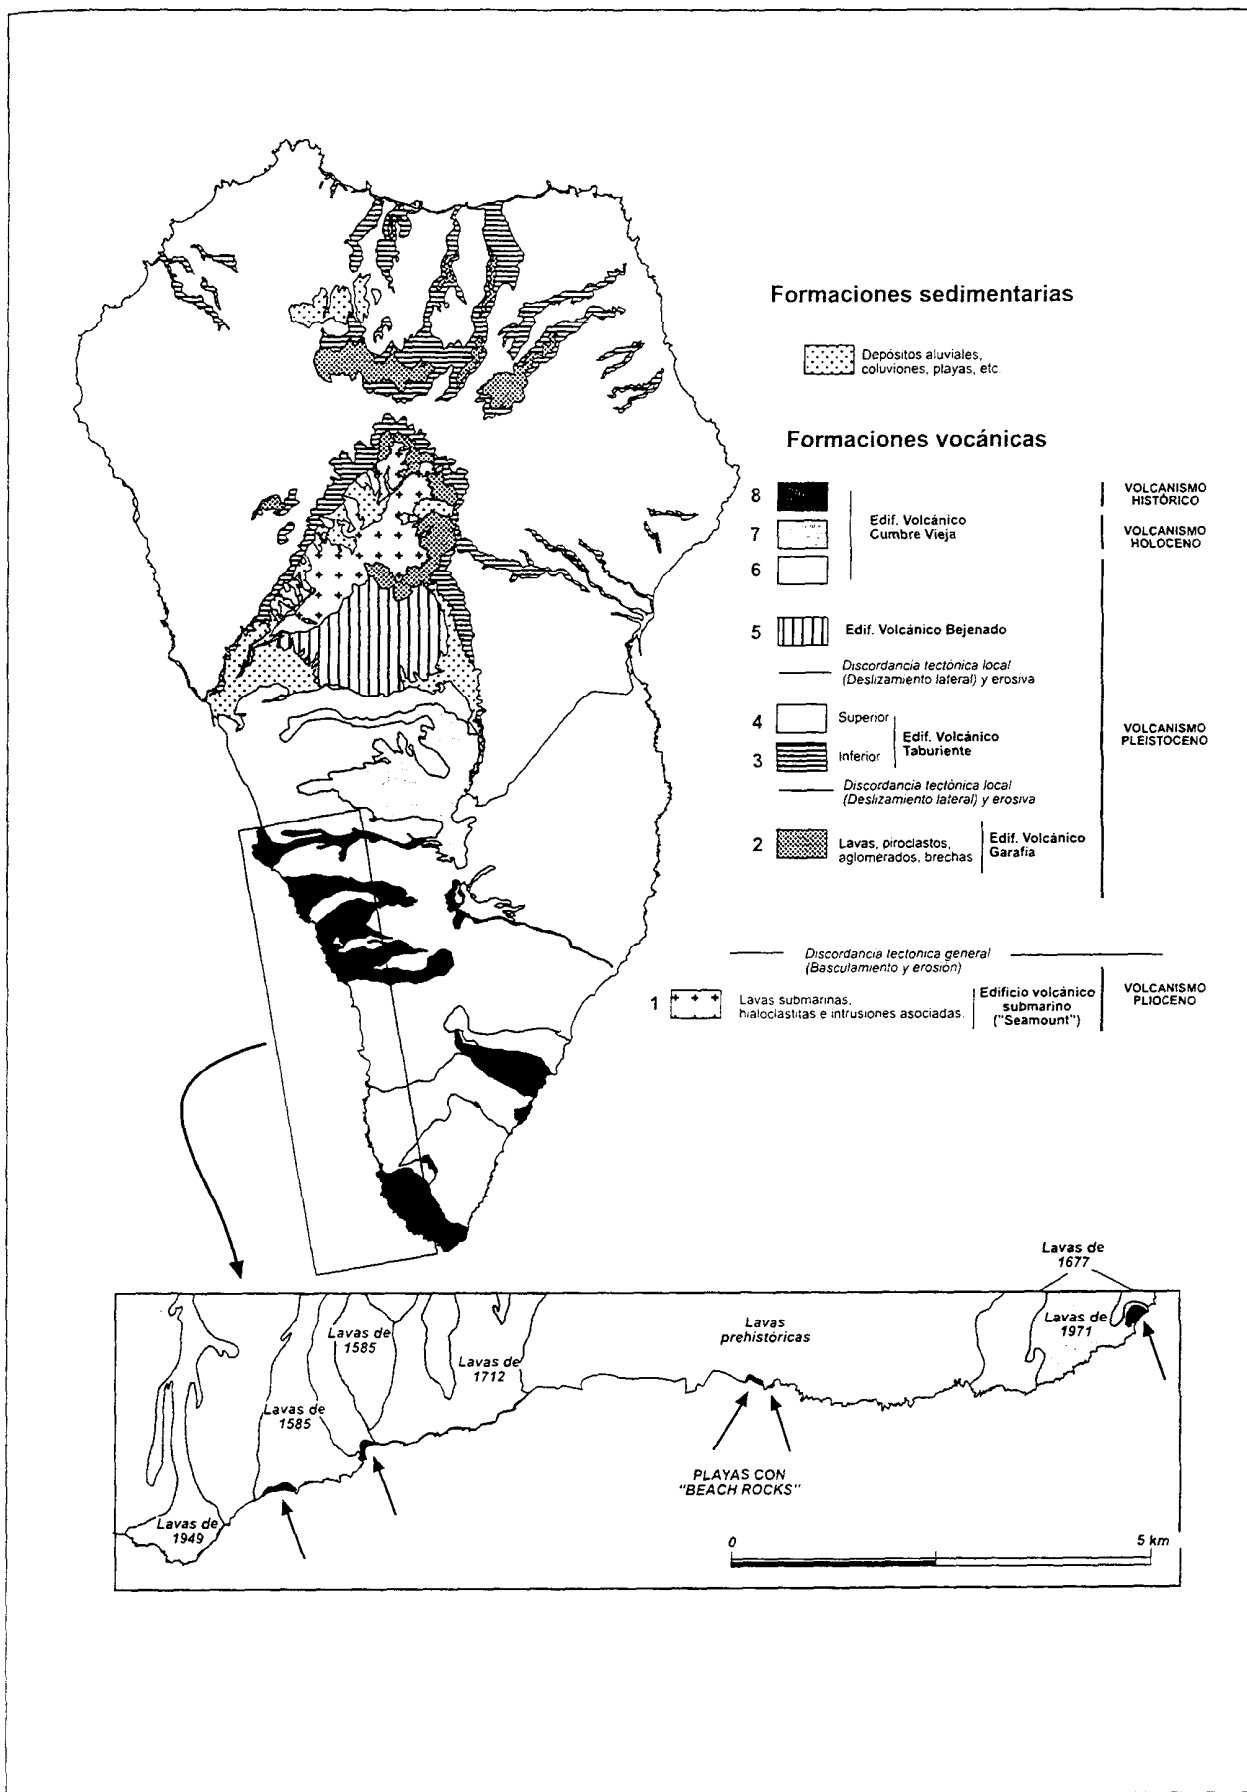 Formaciones sedimentarias
Depósitos aluviales,
coluviones, playas, etc
Formaciones vocánicas
8
7
6
Edif. Volcánico
Cumbre Vieja
VOLCANISMO
HISTÓRICO
VOLCANISMO
HOLOCENO
5
Edif. Volcánico Bejenado
Discordancia tectónica local
(Deslizamiento lateral) y erosiva
4
Superior
3
Inferior
Edif. Volcánico
Taburiente
VOLCANISMO
PLEISTOCENO
Discordancia tectónica local
(Deslizamiento lateral) y erosiva
2
Lavas, piroclastos,
aglomerados, brechas
Edif. Volcánico
Garafía
Discordancia tectonica general
(Basculamiento y erosión)
1
Lavas submarinas,
hialoclastitas e intrusiones asociadas.
Edificio volcánico
submarino
("Seamount")
VOLCANISMO
PLIOCENO
Lavas de
1677
Lavas de
1585
Lavas
prehistóricas
Lavas de
1971
Lavas de
1712
Lavas de
1585
PLAYAS CON
"BEACH ROCKS"
Lavas de
1949
0
5 km